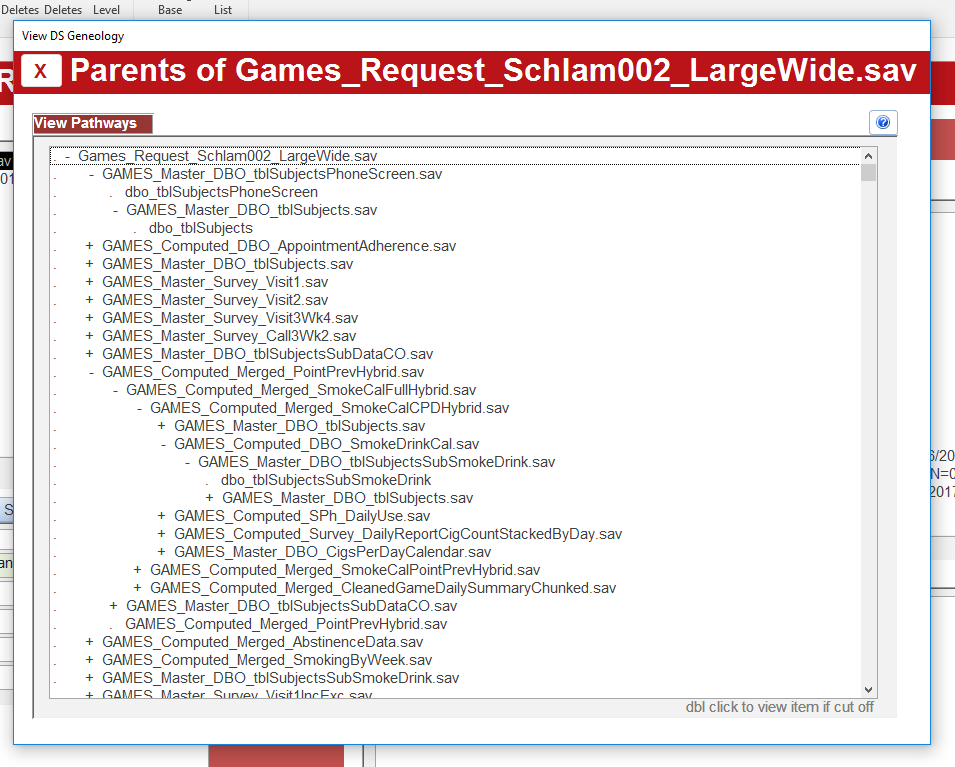 Deletes Deletes Level Base List
View DS Geneology
X Parents of Games_Request_Schlam002_LargeWide.sav
View Pathways
. - Games_Request_Schlam002_LargeWide.sav
. - GAMES_Master_DBO_tblSubjectsPhoneScreen.sav
. . dbo_tblSubjectsPhoneScreen
. - GAMES_Master_DBO_tblSubjects.sav
. . dbo_tblSubjects
. + GAMES_Computed_DBO_AppointmentAdherence.sav
. + GAMES_Master_DBO_tblSubjects.sav
. + GAMES_Master_Survey_Visit1.sav
. + GAMES_Master_Survey_Visit2.sav
. + GAMES_Master_Survey_Visit3Wk4.sav
. + GAMES_Master_Survey_Call3Wk2.sav
. + GAMES_Master_DBO_tblSubjectsSubDataCO.sav
. - GAMES_Computed_Merged_PointPrevHybrid.sav
. - GAMES_Computed_Merged_SmokeCalFullHybrid.sav
. - GAMES_Computed_Merged_SmokeCalCPDHybrid.sav
. + GAMES_Master_DBO_tblSubjects.sav
. - GAMES_Computed_DBO_SmokeDrinkCal.sav
. - GAMES_Master_DBO_tblSubjectsSubSmokeDrink.sav
. . dbo_tblSubjectsSubSmokeDrink
. + GAMES_Master_DBO_tblSubjects.sav
. + GAMES_Computed_SPh_DailyUse.sav
. + GAMES_Computed_Survey_DailyReportCigCountStackedByDay.sav
. + GAMES_Master_DBO_CigsPerDayCalendar.sav
. + GAMES_Computed_Merged_SmokeCalPointPrevHybrid.sav
. + GAMES_Computed_Merged_CleanedGameDailySummaryChunked.sav
. + GAMES_Master_DBO_tblSubjectsSubDataCO.sav
. . GAMES_Computed_Merged_PointPrevHybrid.sav
. + GAMES_Computed_Merged_AbstinenceData.sav
. + GAMES_Computed_Merged_SmokingByWeek.sav
. + GAMES_Master_DBO_tblSubjectsSubSmokeDrink.sav
. + GAMES_Master_Survey_Visit1IncExc.sav
dbl click to view item if cut off